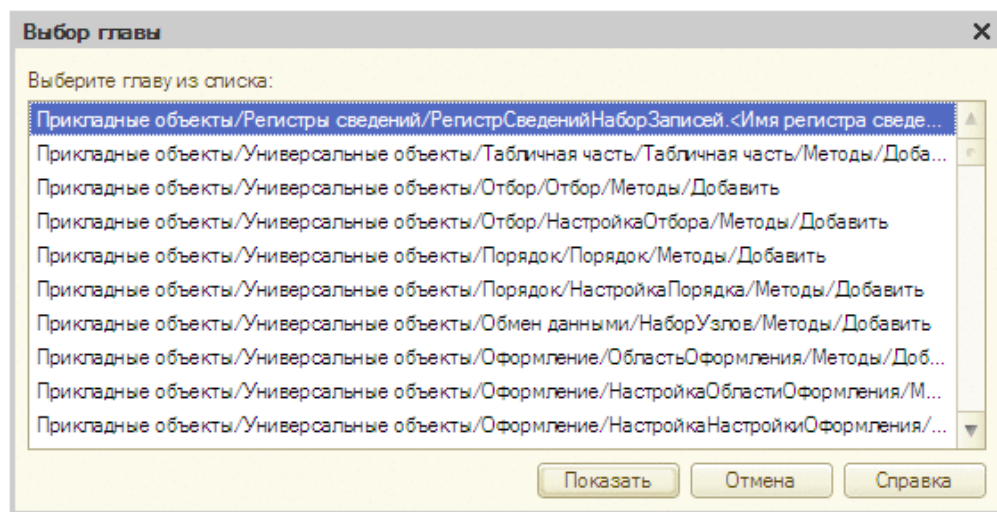 Выбор главы
Выберите главу из списка:
Прикладные объекты/Регистры сведений/РегистрСведенийНаборЗаписей.<Имя регистра сведе...
Прикладные объекты/Универсальные объекты/Табличная часть/Табличная часть/Методы/Доба...
Прикладные объекты/Универсальные объекты/Отбор/Отбор/Методы/Добавить
Прикладные объекты/Универсальные объекты/Отбор/НастройкаОтбора/Методы/Добавить
Прикладные объекты/Универсальные объекты/Порядок/Порядок/Методы/Добавить
Прикладные объекты/Универсальные объекты/Порядок/НастройкаПорядка/Методы/Добавить
Прикладные объекты/Универсальные объекты/Обмен данными/НаборУзлов/Методы/Добавить
Прикладные объекты/Универсальные объекты/Оформление/ОбластьОформления/Методы/Доб...
Прикладные объекты/Универсальные объекты/Оформление/НастройкаОбластиОформления/М...
Прикладные объекты/Универсальные объекты/Оформление/НастройкаНастройкиОформления/...
Показать Отмена Справка